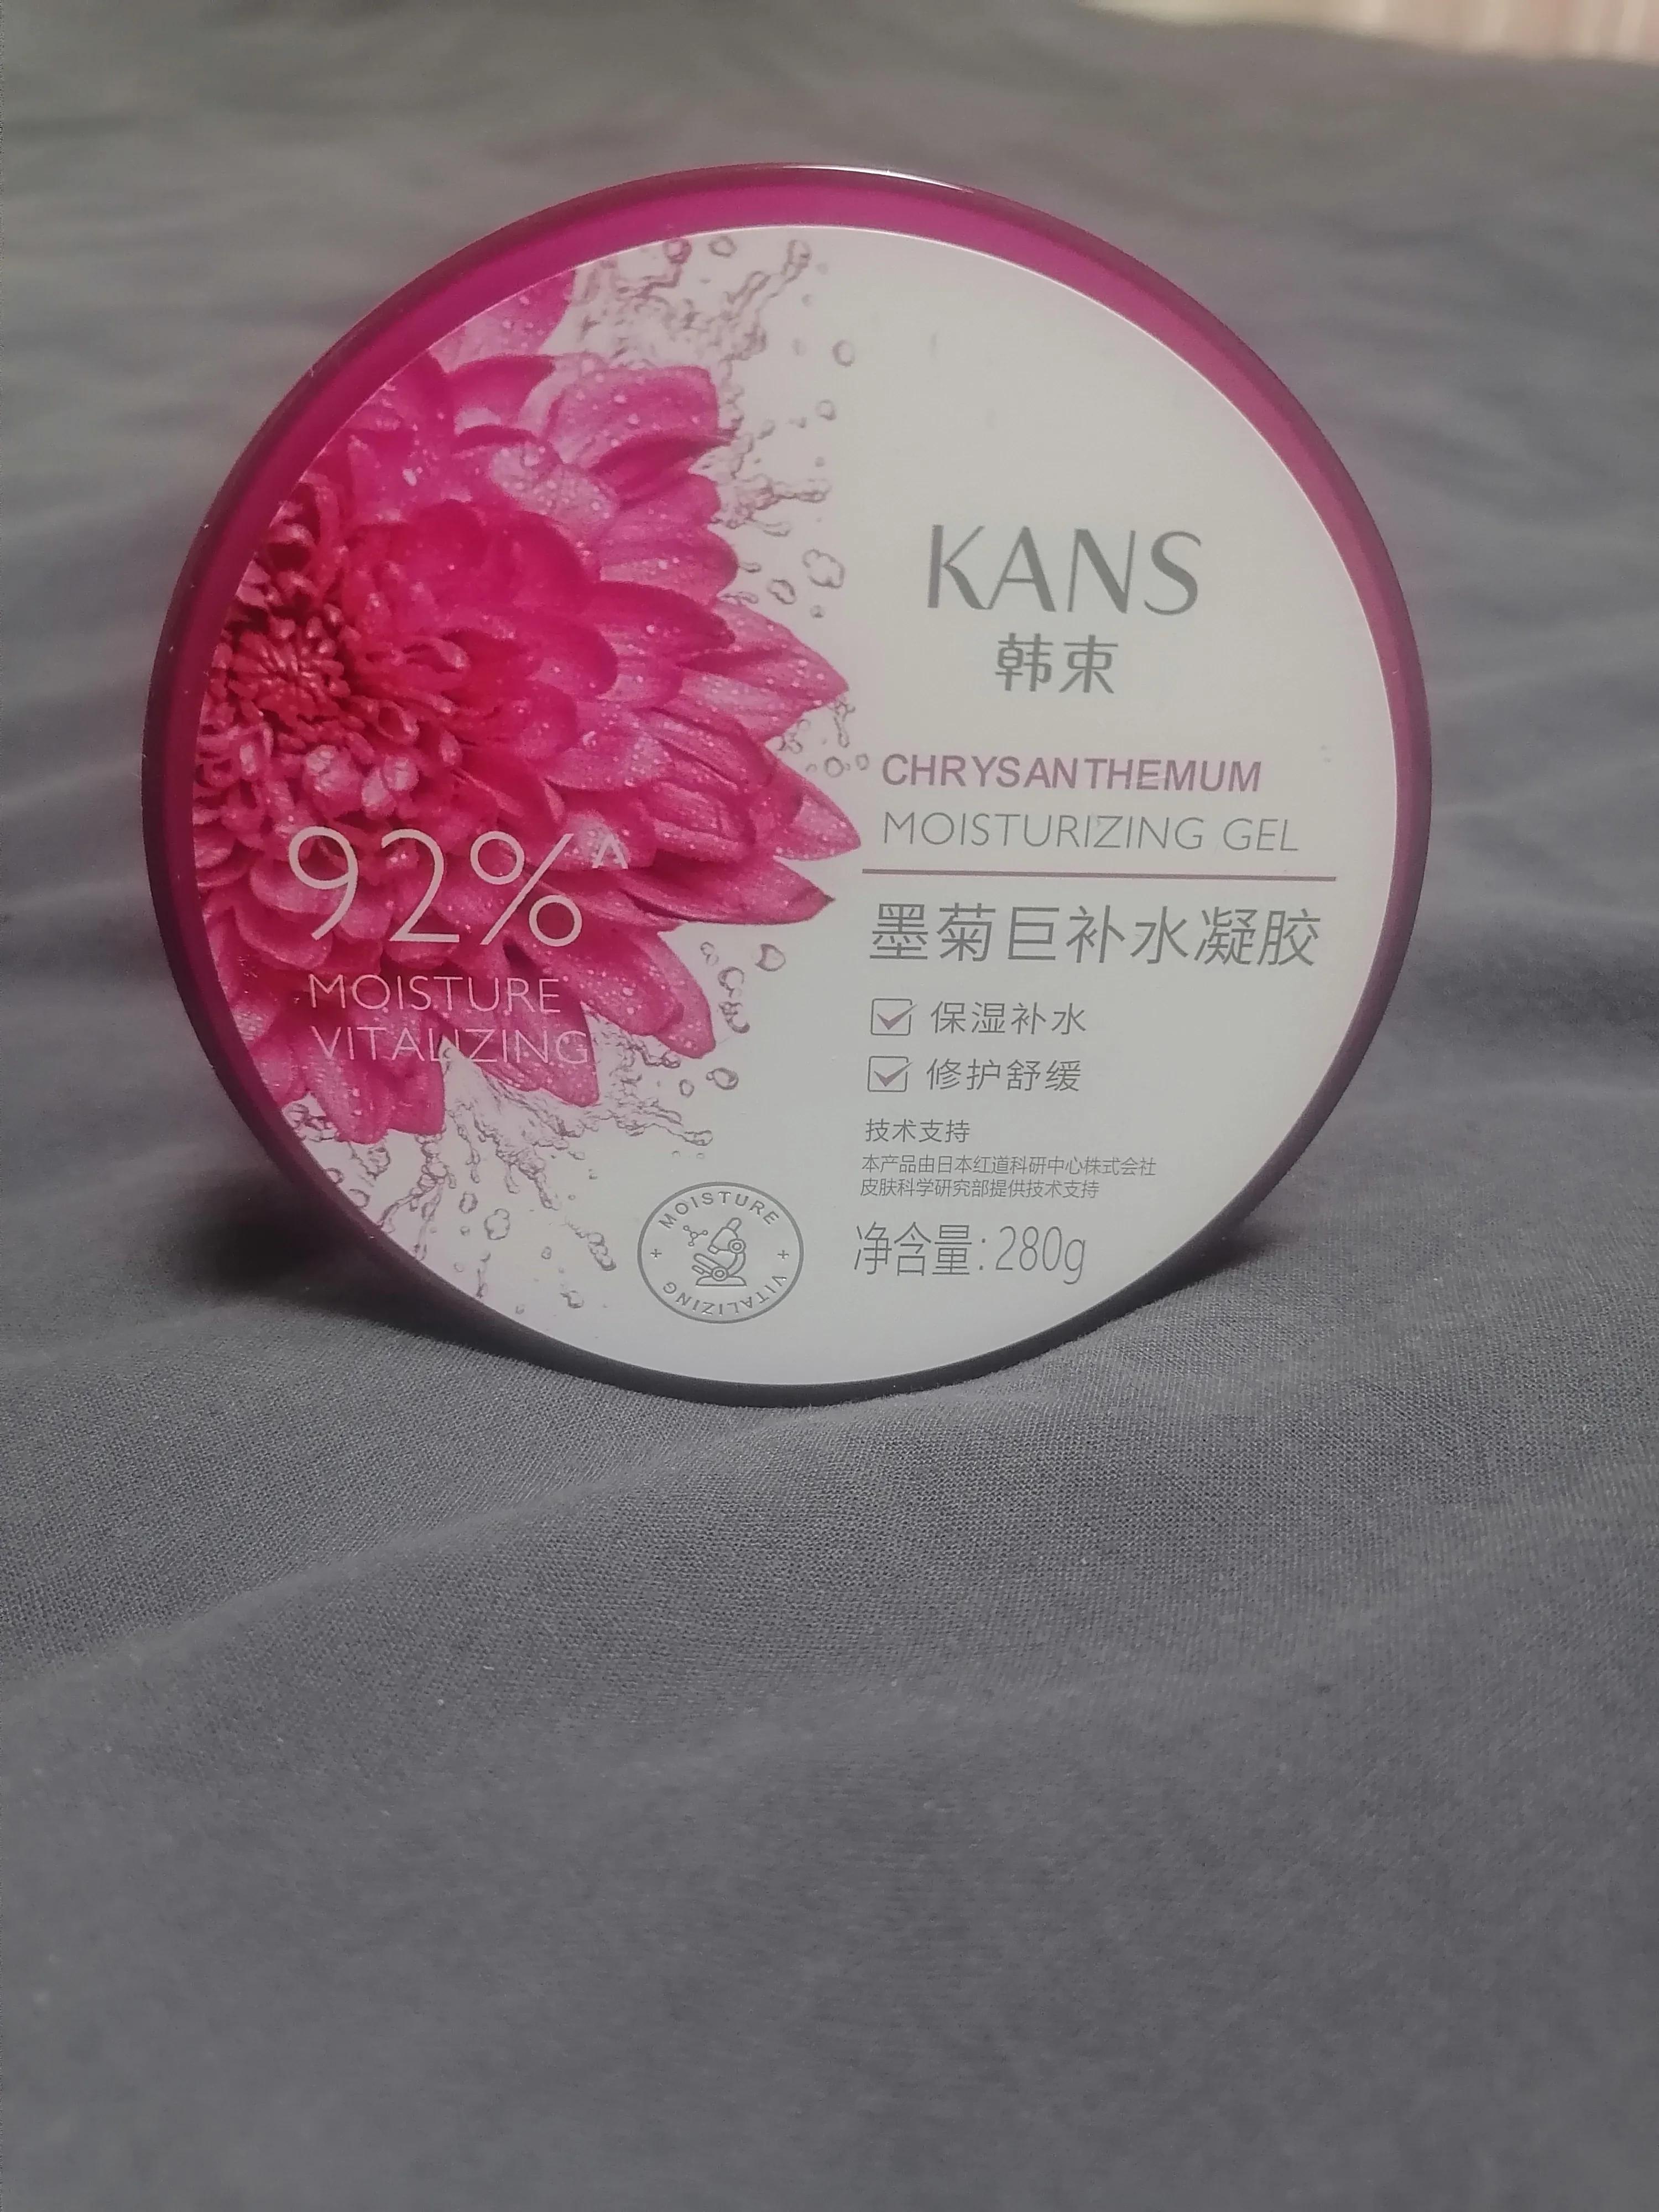 KANS
韩束
CHRYSANTHEMUM
MOISTURIZING GEL
墨菊巨补水凝胶
保湿补水
修护舒缓
技术支持
本产品由日本红道科研中心株式会社
皮肤科学研究部提供技术支持
净含量:280g
92%^
MOISTURE
VITALIZING
MOISTURE
VITALIZING